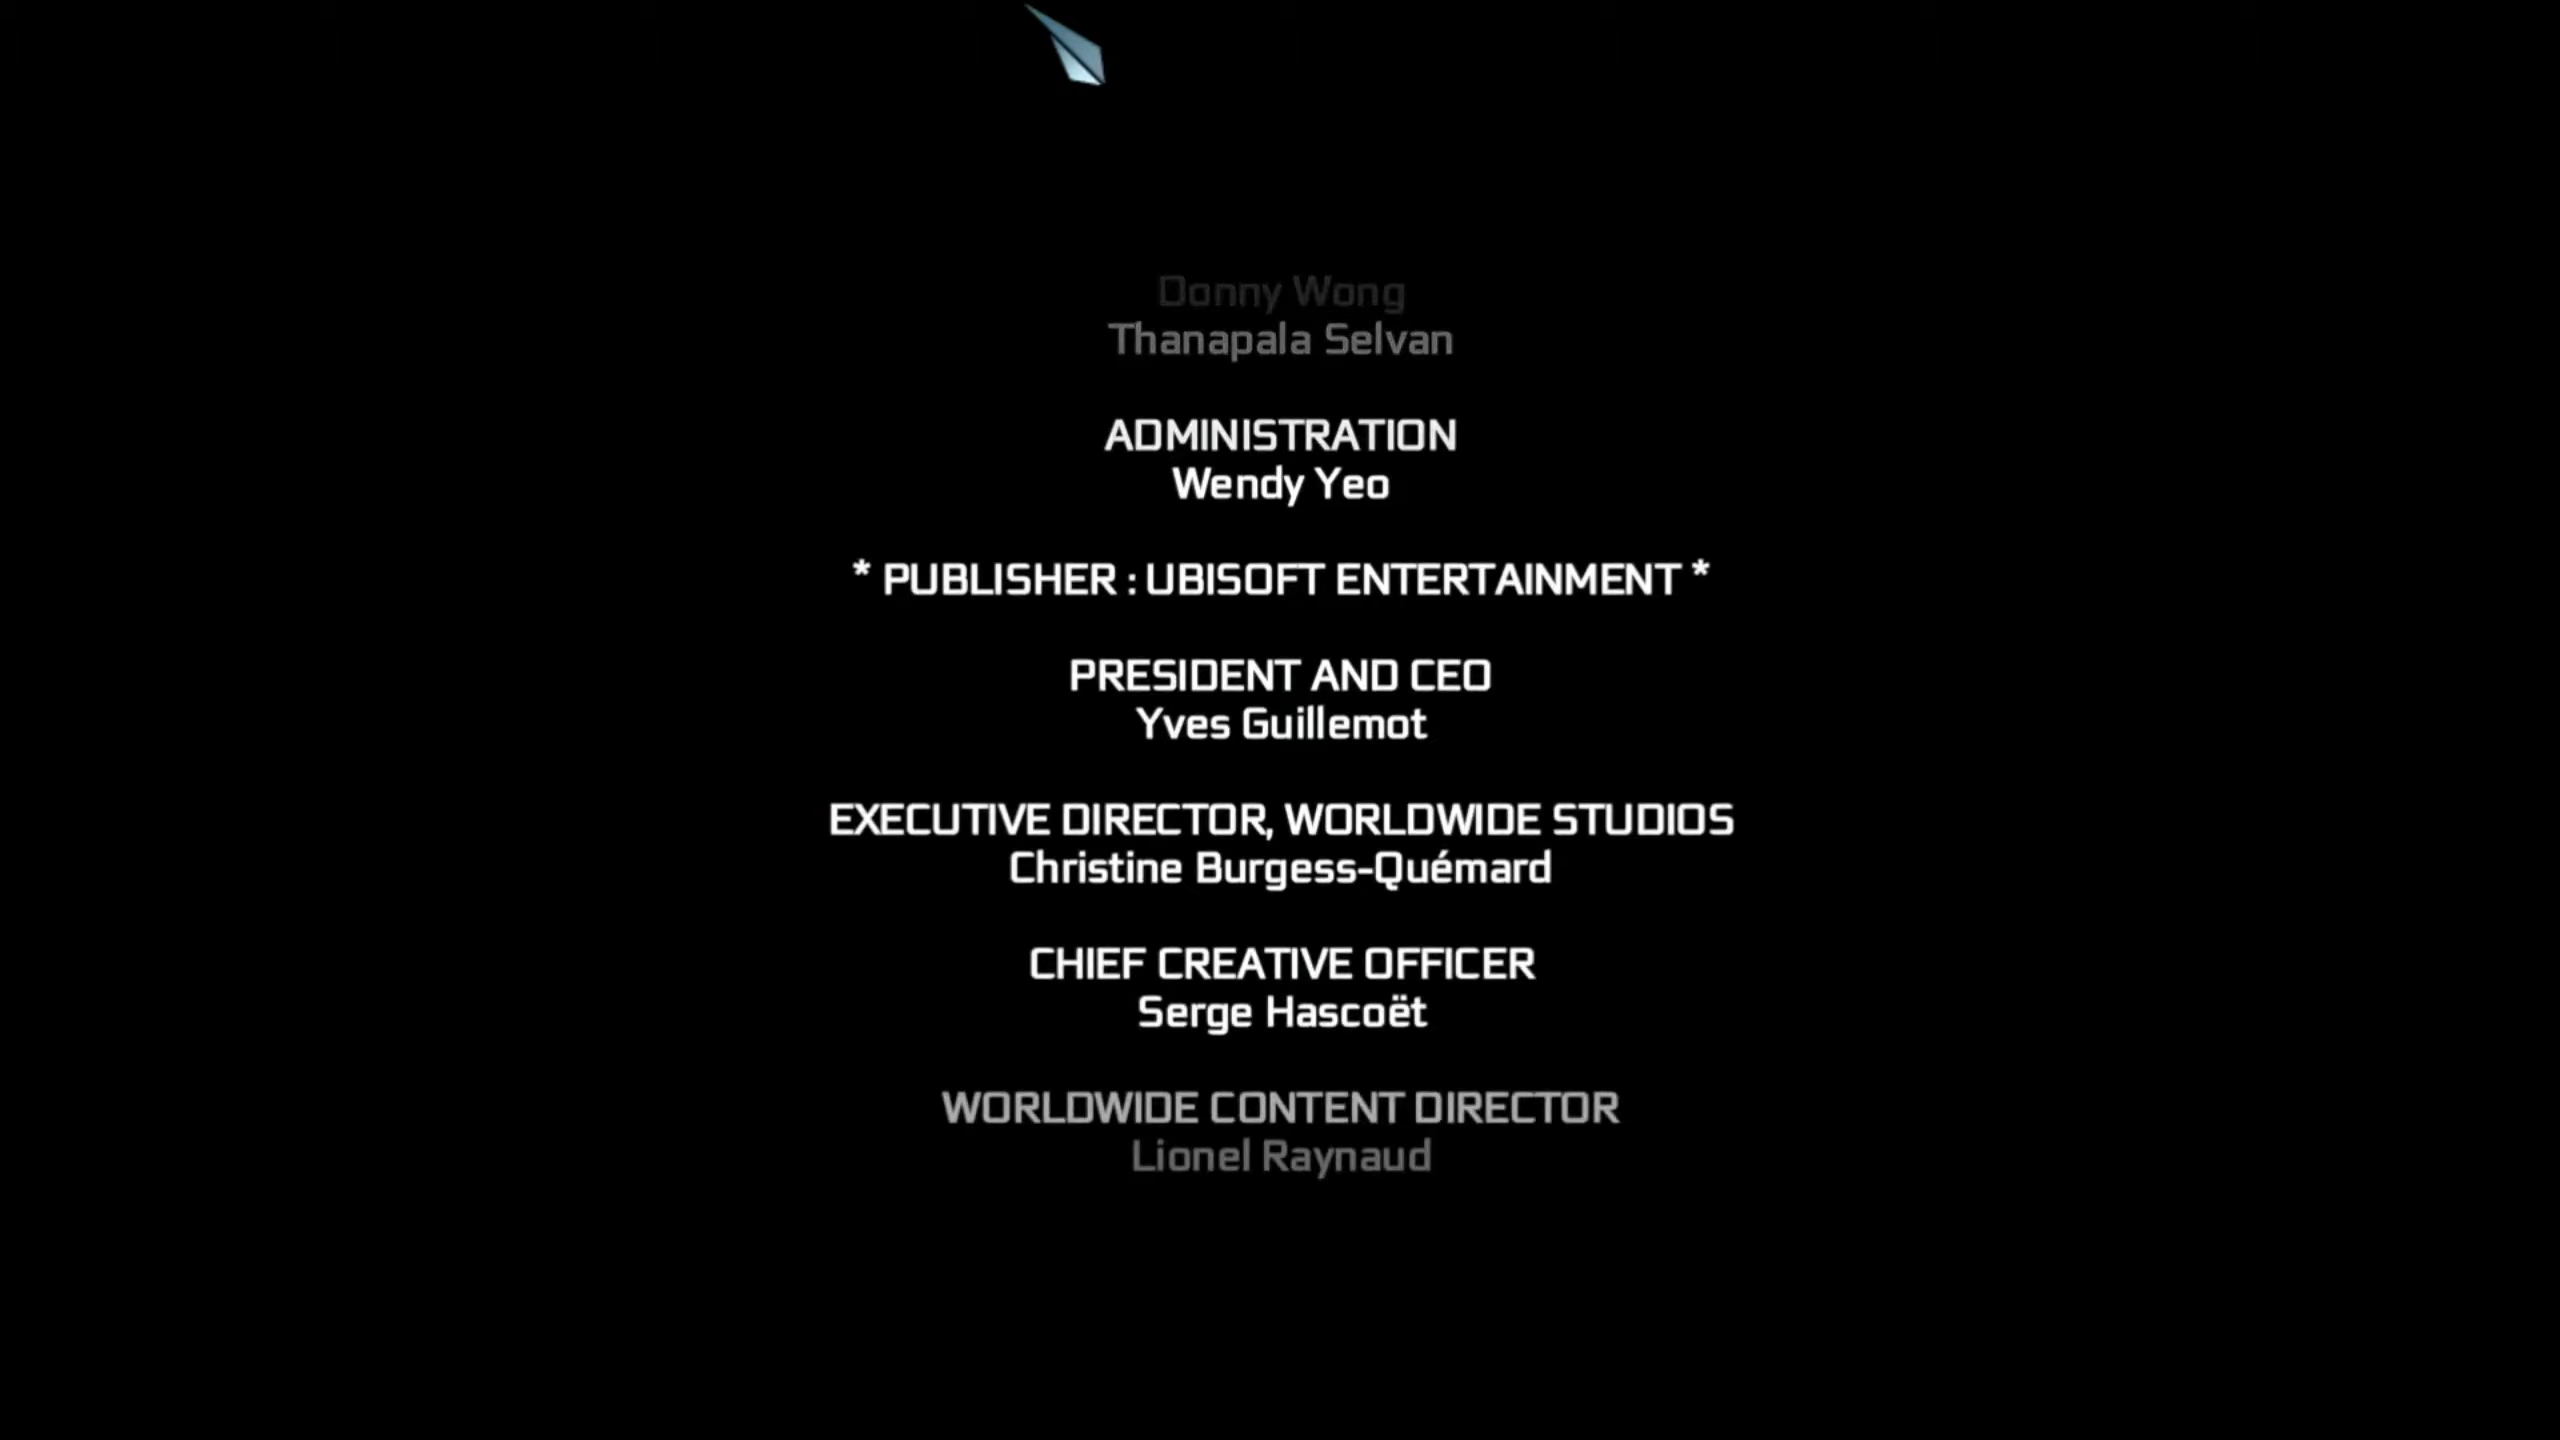 Donny Wong
Thanapala Selvan
ADMINISTRATION
Wendy Yeo
* PUBLISHER : UBISOFT ENTERTAINMENT *
PRESIDENT AND CEO
Yves Guillemot
EXECUTIVE DIRECTOR, WORLDWIDE STUDIOS
Christine Burgess-Quémard
CHIEF CREATIVE OFFICER
Serge Hascoët
WORLDWIDE CONTENT DIRECTOR
Lionel Raynaud